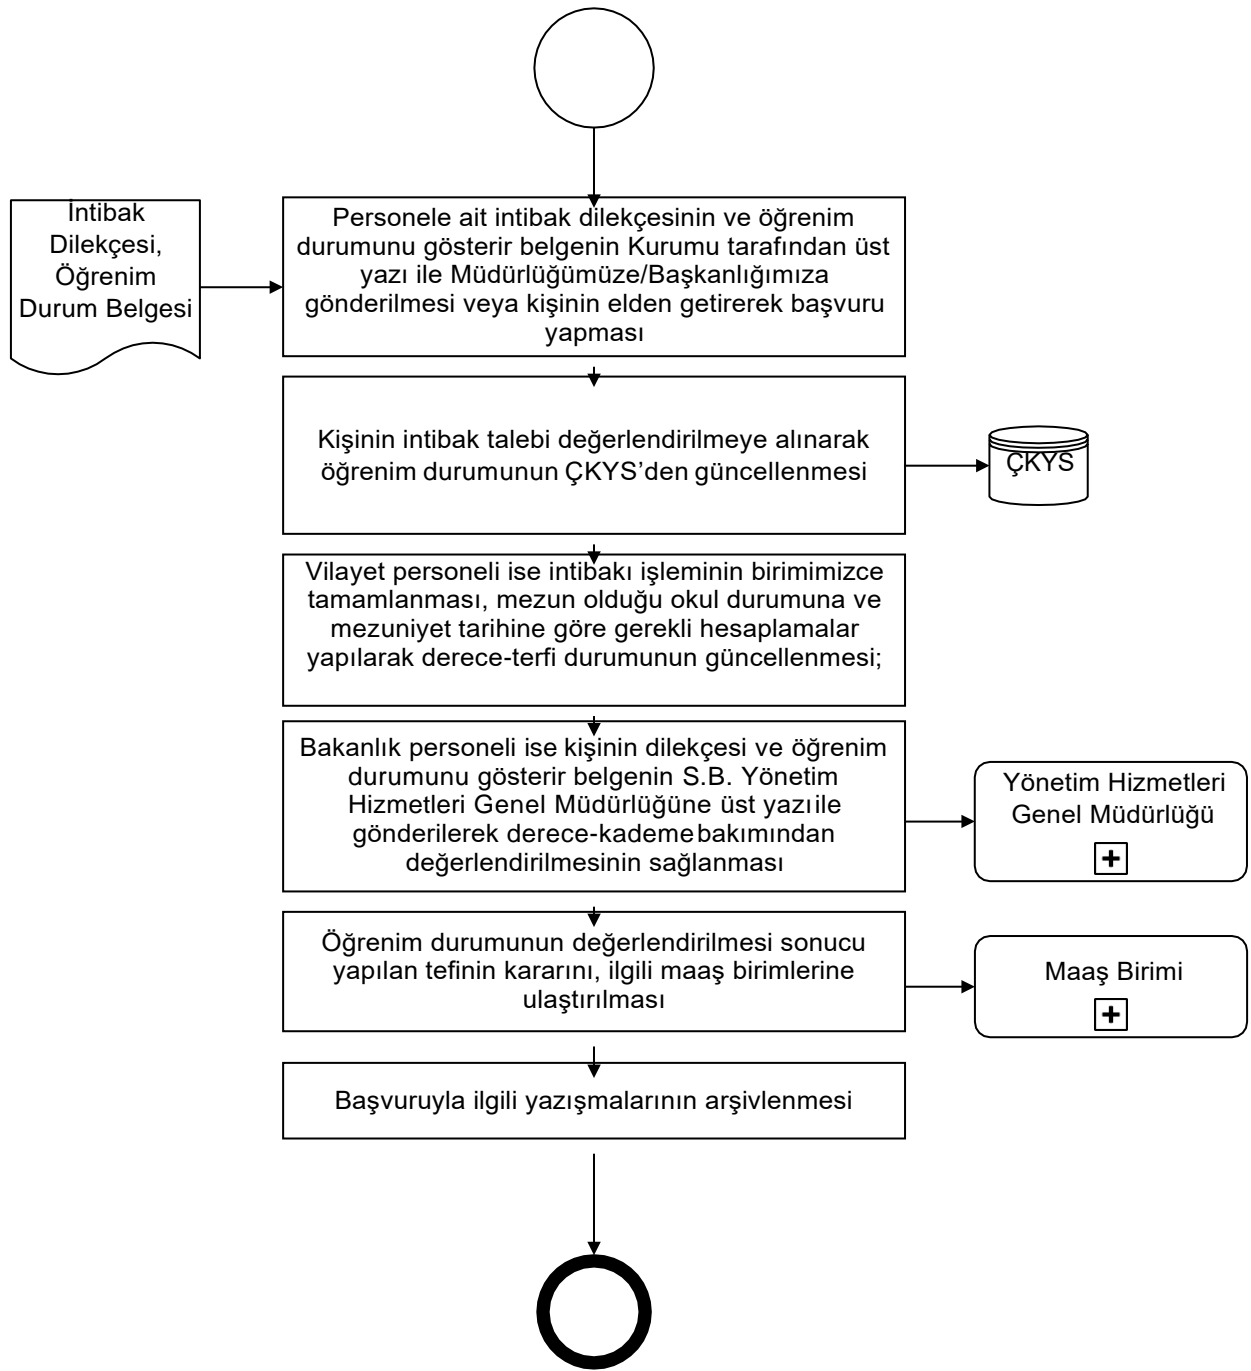 İntibak
Dilekçesi,
Öğrenim
Durum Belgesi
Personele ait intibak dilekçesinin ve öğrenim
durumunu gösterir belgenin Kurumu tarafından üst
yazı ile Müdürlüğümüze/Başkanlığımıza
gönderilmesi veya kişinin elden getirerek başvuru
yapması
Kişinin intibak talebi değerlendirilmeye alınarak
öğrenim durumunun ÇKYS’den güncellenmesi
ÇKYS
Vilayet personeli ise intibakı işleminin birimimizce
tamamlanması, mezun olduğu okul durumuna ve
mezuniyet tarihine göre gerekli hesaplamalar
yapılarak derece-terfi durumunun güncellenmesi;
Bakanlık personeli ise kişinin dilekçesi ve öğrenim
durumunu gösterir belgenin S.B. Yönetim
Hizmetleri Genel Müdürlüğüne üst yazı ile
gönderilerek derece-kademe bakımından
değerlendirilmesinin sağlanması
Yönetim Hizmetleri
Genel Müdürlüğü
Öğrenim durumunun değerlendirilmesi sonucu
yapılan tefinin kararını, ilgili maaş birimlerine
ulaştırılması
Maaş Birimi
Başvuruyla ilgili yazışmalarının arşivlenmesi